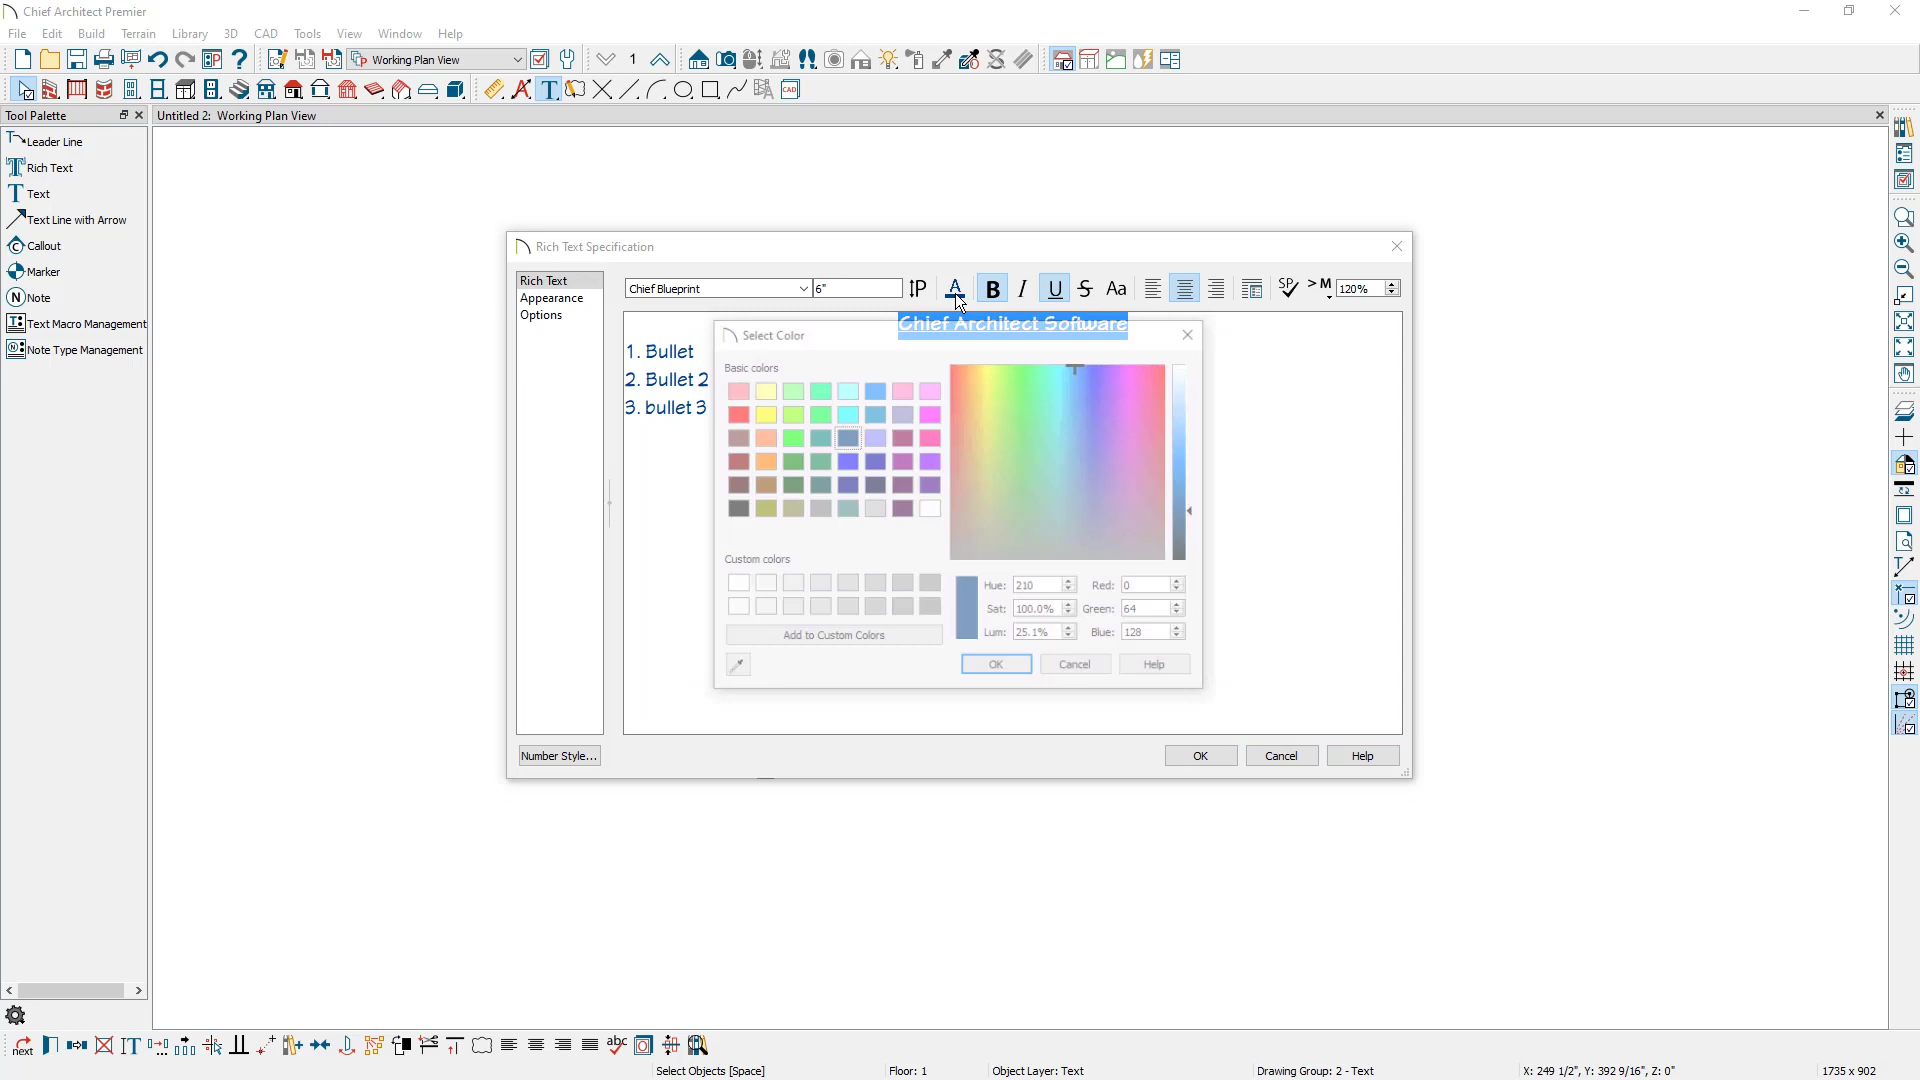 Chief Architect Premier
File Edit Build Terrain Library 3D CAD Tools View Window Help
Working Plan View 1
CAD
Tool Palette
Untitled 2: Working Plan View
Leader Line
Rich Text
Text
Text Line with Arrow
Callout
Marker
Note
Text Macro Management
Note Type Management
Rich Text Specification
Rich Text
Appearance
Options
Chief Blueprint 6" A B I U S Aa SP > M 120%
Chief Architect Software
1. Bullet
2. Bullet 2
3. bullet 3
Select Color
Basic colors
Custom colors
Hue: 210 Red: 0
Sat: 100.0% Green: 64
Lum: 25.1% Blue: 128
Add to Custom Colors
OK Cancel Help
Number Style...
OK Cancel Help
next
abc
Select Objects [Space] Floor: 1 Object Layer: Text Drawing Group: 2 - Text X: 249 1/2", Y: 392 9/16", Z: 0" 1735 x 902